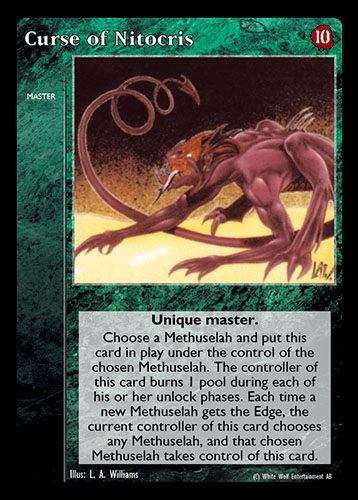 Curse of Nitocris
10
MASTER
Unique master.
Choose a Methuselah and put this
card in play under the control of the
chosen Methuselah. The controller of
this card burns 1 pool during each of
his or her unlock phases. Each time a
new Methuselah gets the Edge, the
current controller of this card chooses
any Methuselah, and that chosen
Methuselah takes control of this card.
Illus: L. A. Williams
(C) White Wolf Entertainment AB